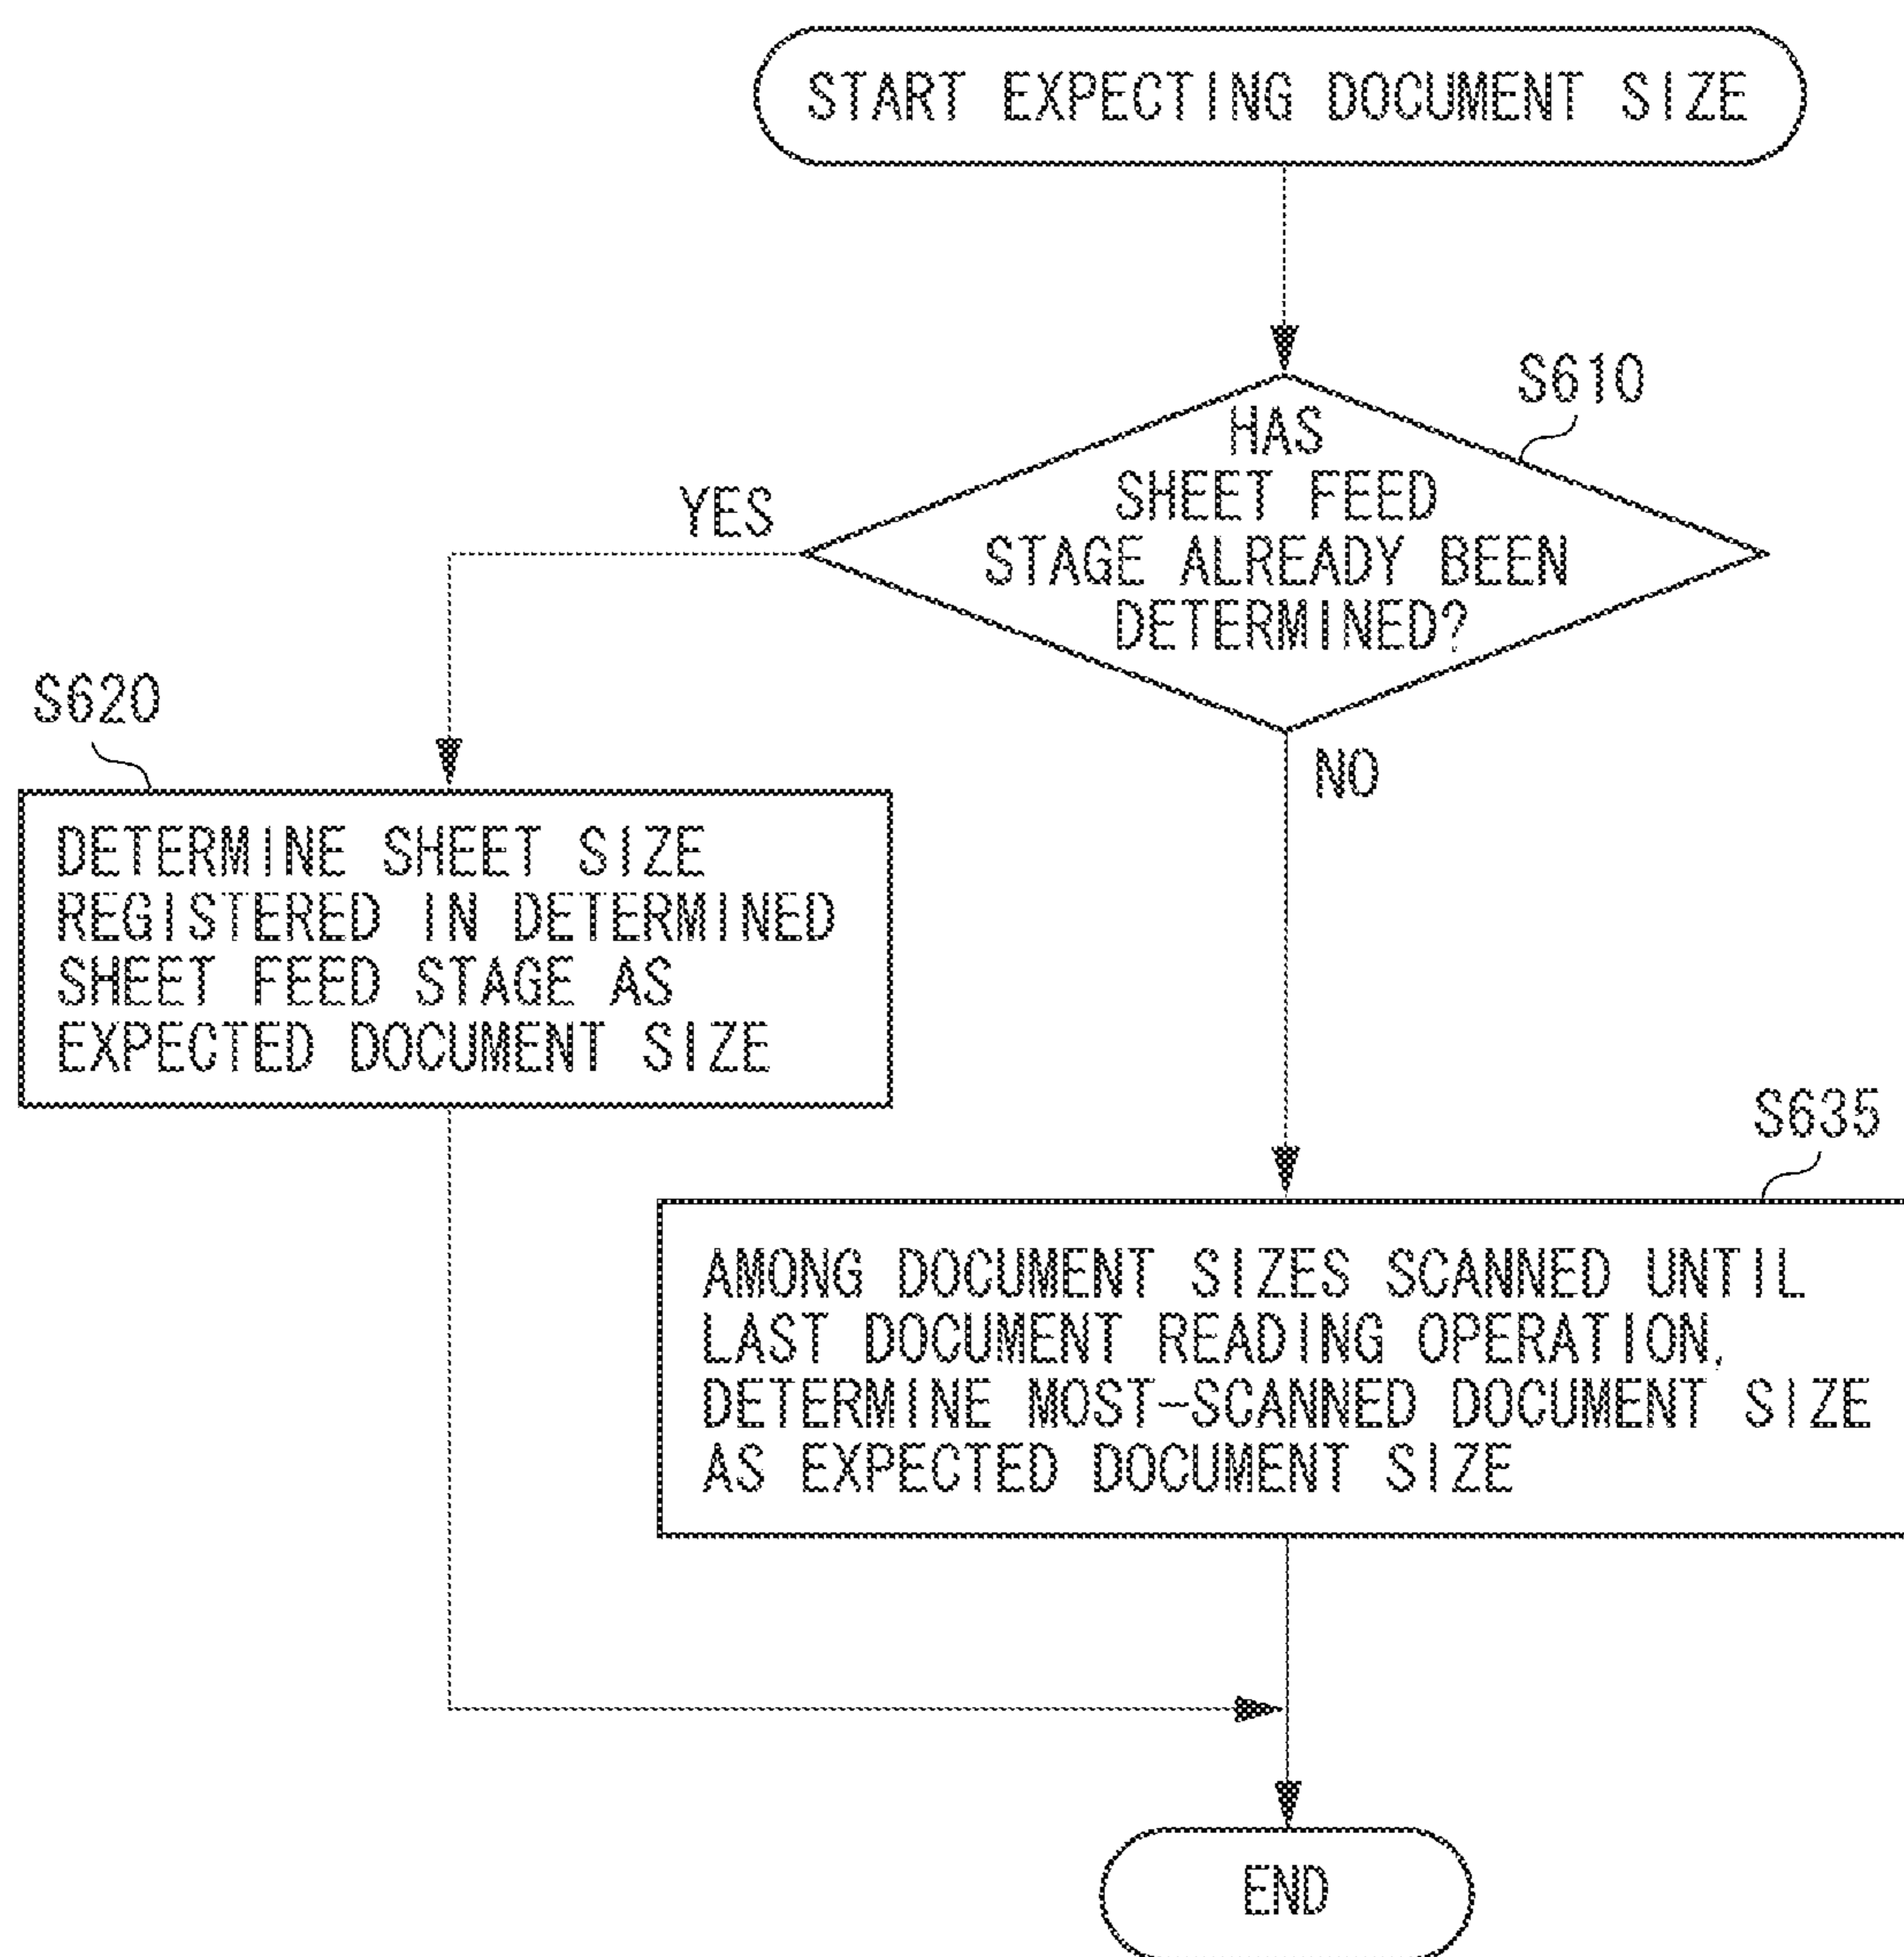 START EXPECTING DOCUMENT SIZE
S610
HAS
SHEET FEED
STAGE ALREADY BEEN
DETERMINED?
YES
NO
S620
DETERMINE SHEET SIZE
REGISTERED IN DETERMINED
SHEET FEED STAGE AS
EXPECTED DOCUMENT SIZE
S635
AMONG DOCUMENT SIZES SCANNED UNTIL
LAST DOCUMENT READING OPERATION,
DETERMINE MOST-SCANNED DOCUMENT SIZE
AS EXPECTED DOCUMENT SIZE
END